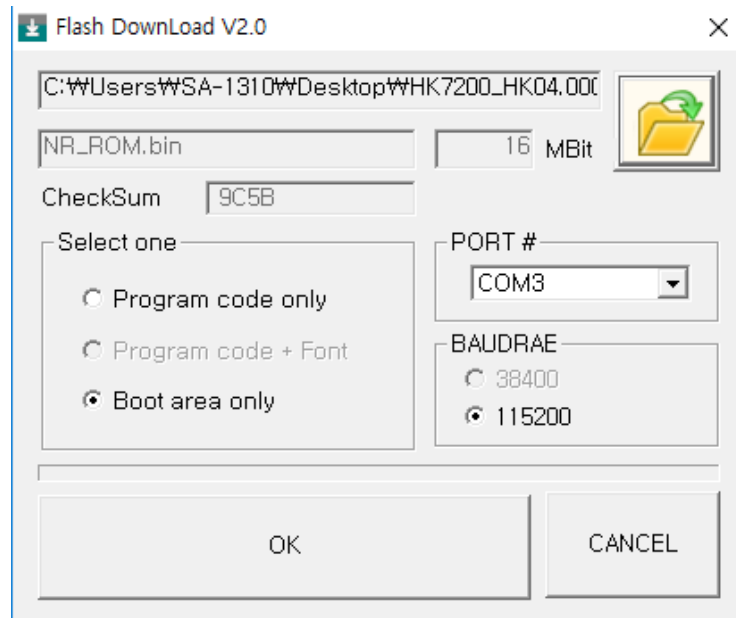 Flash DownLoad V2.0
C:₩Users₩SA-1310₩Desktop₩HK7200_HK04.000
NR_ROM.bin
16 MBit
CheckSum 9C5B
Select one
Program code only
Program code + Font
Boot area only
PORT #
COM3
BAUDRAE
38400
115200
OK
CANCEL